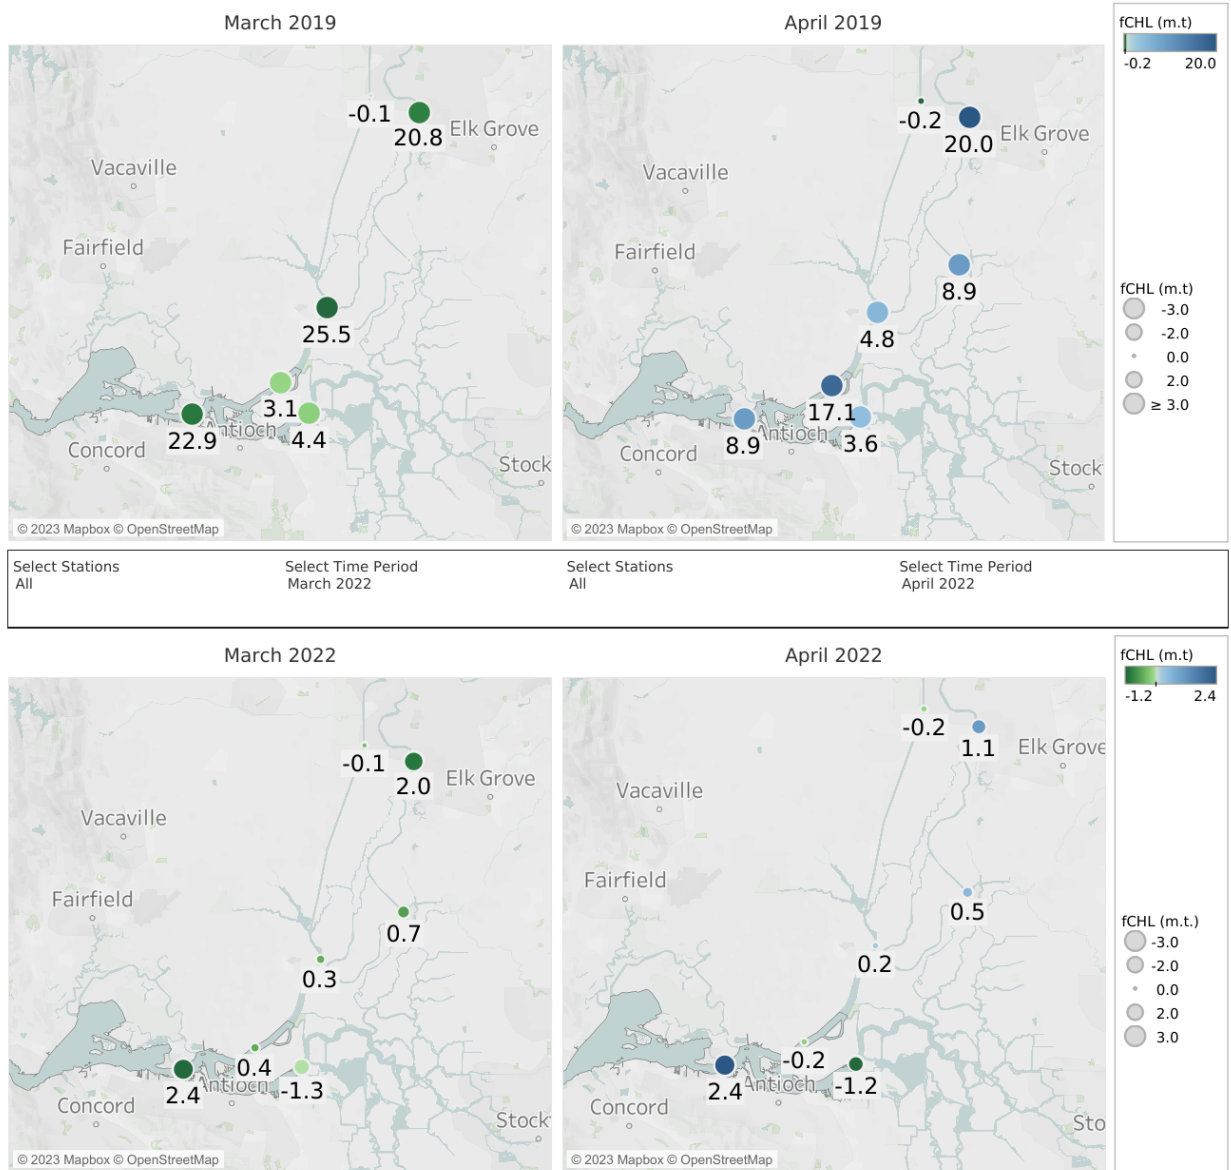 March 2019
April 2019
fCHL (m.t)
-0.2 20.0
-0.1
20.8
Elk Grove
Vacaville
Fairfield
25.5
3.1
22.9
ntioch
4.4
Concord
Stock
© 2023 Mapbox © OpenStreetMap
-0.2
20.0
Elk Grove
Vacaville
Fairfield
8.9
4.8
17.1
8.9
Antioch
3.6
Concord
Stock
© 2023 Mapbox © OpenStreetMap
fCHL (m.t)
-3.0
-2.0
0.0
2.0
≥ 3.0
Select Stations
All
Select Time Period
March 2022
Select Stations
All
Select Time Period
April 2022
March 2022
April 2022
fCHL (m.t)
-1.2 2.4
-0.1
2.0
Elk Grove
Vacaville
Fairfield
0.7
0.3
0.4
2.4
Antioch
-1.3
Concord
Stock
© 2023 Mapbox © OpenStreetMap
-0.2
1.1
Elk Grove
Vacaville
Fairfield
0.5
0.2
-0.2
2.4
Antioch
-1.2
Concord
Sto
© 2023 Mapbox © OpenStreetMap
fCHL (m.t.)
-3.0
-2.0
0.0
2.0
3.0